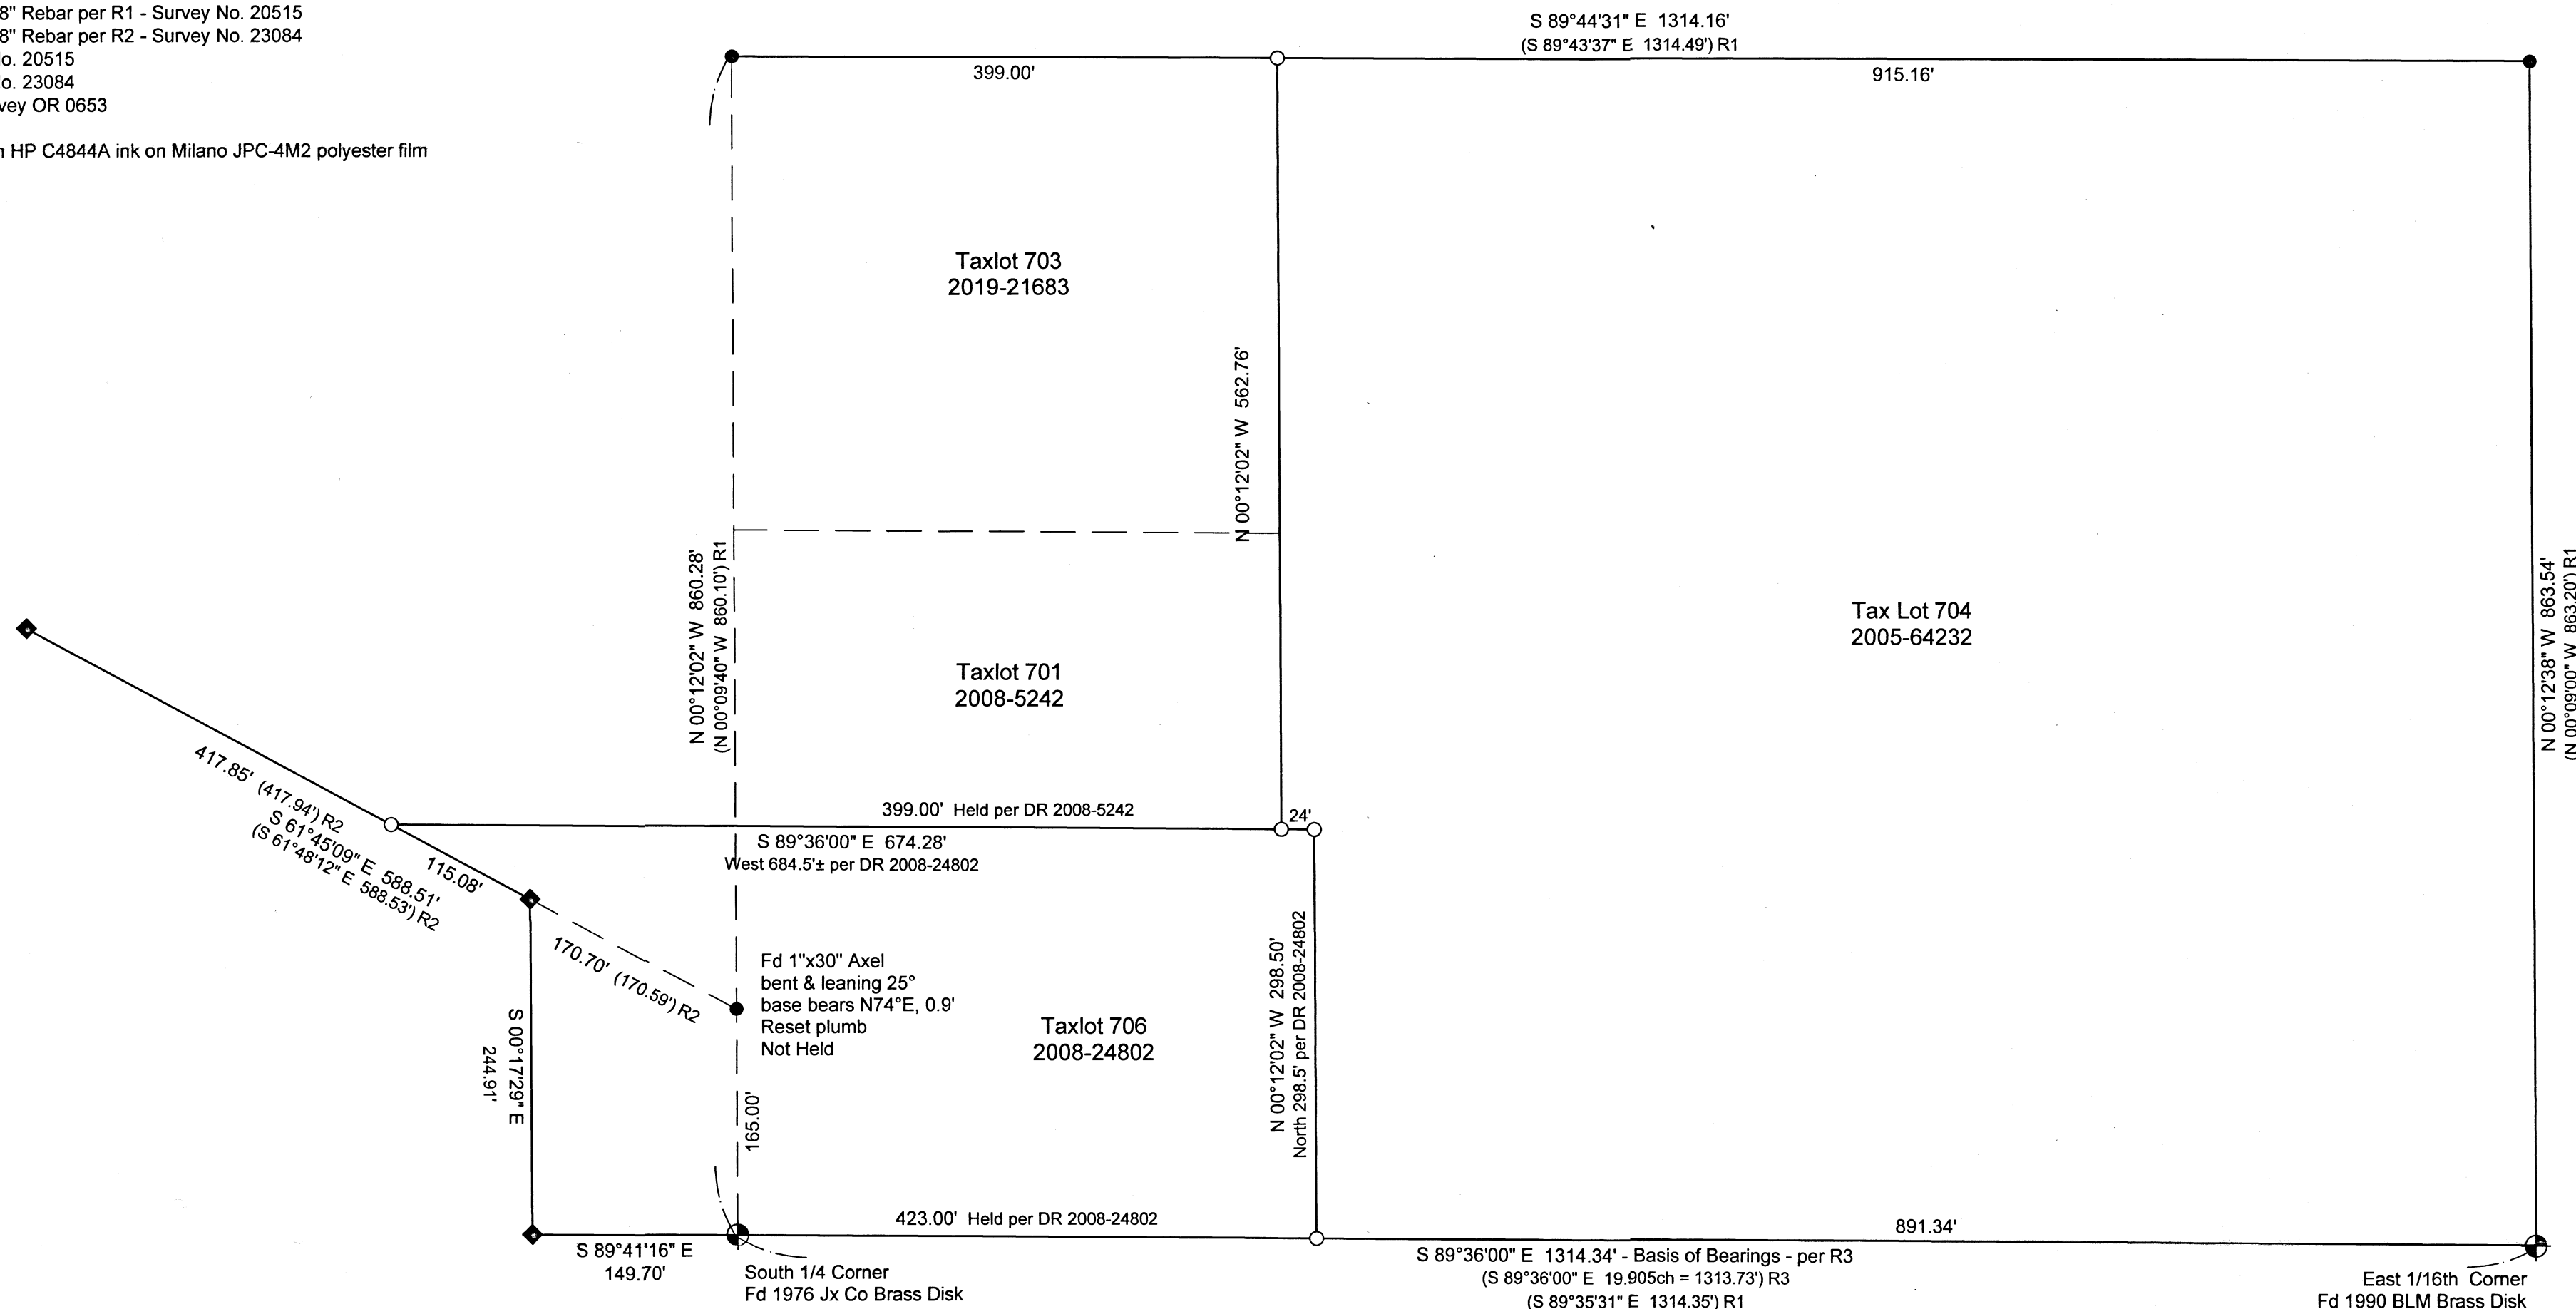 8" Rebar per R1 - Survey No. 20515
8" Rebar per R2 - Survey No. 23084
o. 20515
o. 23084
vey OR 0653
HP C4844A ink on Milano JPC-4M2 polyester film
S 89°44'31" E 1314.16'
(S 89°43'37" E 1314.49') R1
399.00'
915.16'
Taxlot 703
2019-21683
N 00°12'02" W 562.76'
N 00°12'02" W 860.28'
(N 00°09'40" W 860.10') R1
Taxlot 701
2008-5242
Tax Lot 704
2005-64232
N 00°12'38" W 863.54'
(N 00°09'00" W 863.20') R1
417.85' (417.94') R2
S 61°45'09" E 588.51'
(S 61°48'12" E 588.53') R2
115.08'
399.00' Held per DR 2008-5242
24'
S 89°36'00" E 674.28'
West 684.5'± per DR 2008-24802
170.70' (170.59') R2
Fd 1"x30" Axel
bent & leaning 25°
base bears N74°E, 0.9'
Reset plumb
Not Held
Taxlot 706
2008-24802
N 00°12'02" W 298.50'
North 298.5' per DR 2008-24802
S 00°17'29" E
244.91'
165.00'
423.00' Held per DR 2008-24802
891.34'
S 89°41'16" E
149.70'
South 1/4 Corner
Fd 1976 Jx Co Brass Disk
S 89°36'00" E 1314.34' - Basis of Bearings - per R3
(S 89°36'00" E 19.905ch = 1313.73') R3
(S 89°35'31" E 1314.35') R1
East 1/16th Corner
Fd 1990 BLM Brass Disk